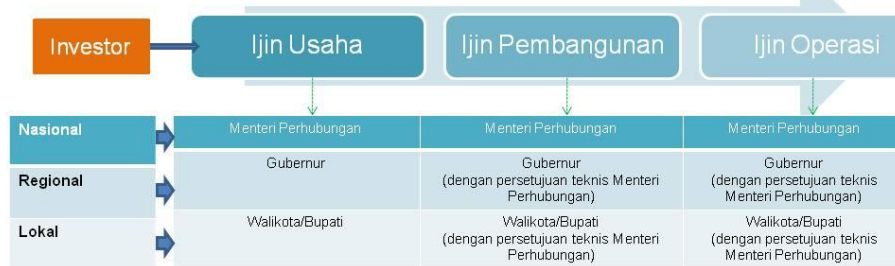 Investor
Ijin Usaha
Ijin Pembangunan
Ijin Operasi
Nasional
Menteri Perhubungan
Menteri Perhubungan
Menteri Perhubungan
Regional
Gubernur
Gubernur
(dengan persetujuan teknis Menteri
Perhubungan)
Gubernur
(dengan persetujuan teknis
Menteri Perhubungan)
Lokal
Walikota/Bupati
Walikota/Bupati
(dengan persetujuan teknis Menteri
Perhubungan)
Walikota/Bupati
(dengan persetujuan teknis
Menteri Perhubungan)